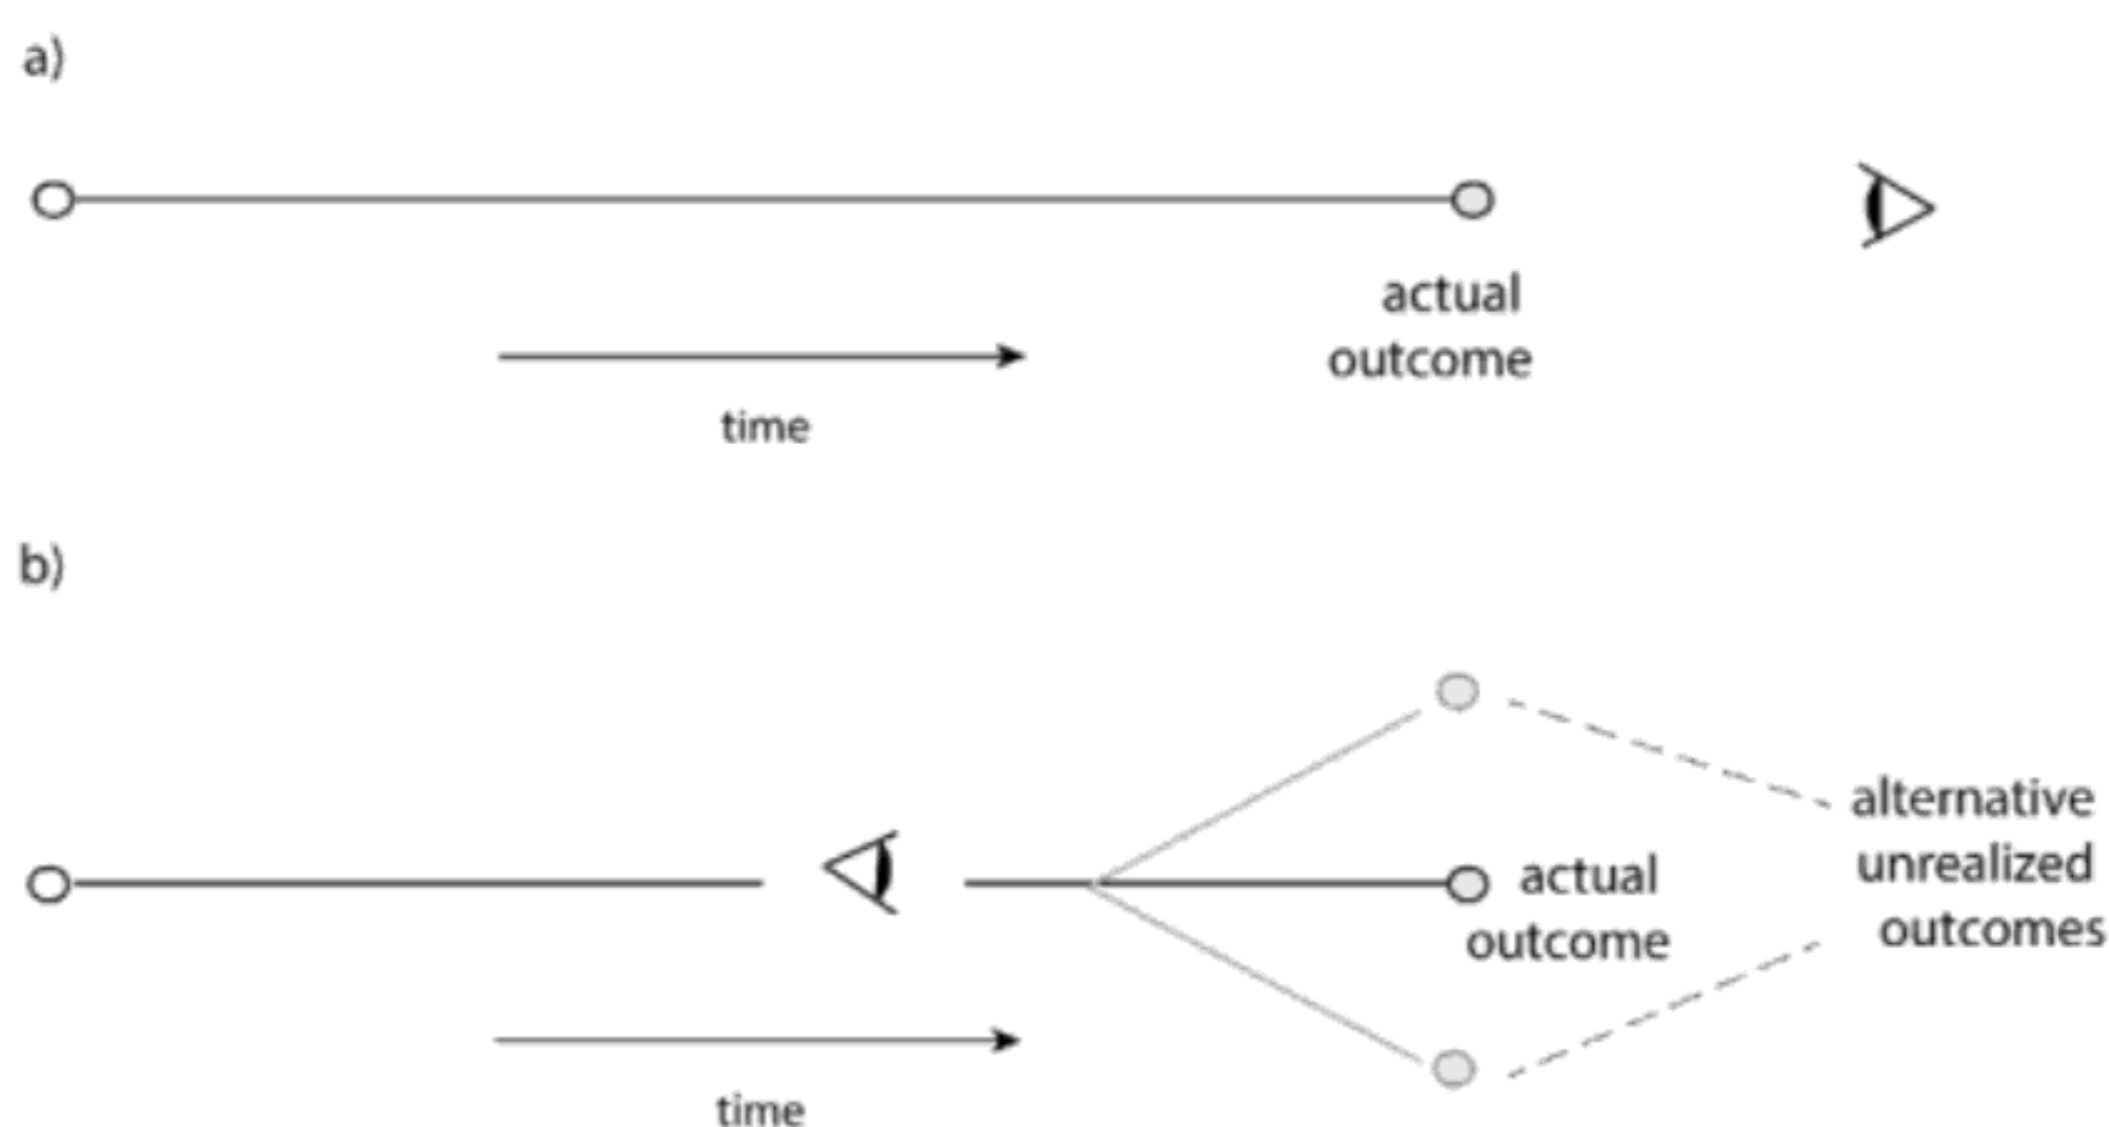 a)
actual
outcome
time
b)
alternative
unrealized
outcomes
actual
outcome
time